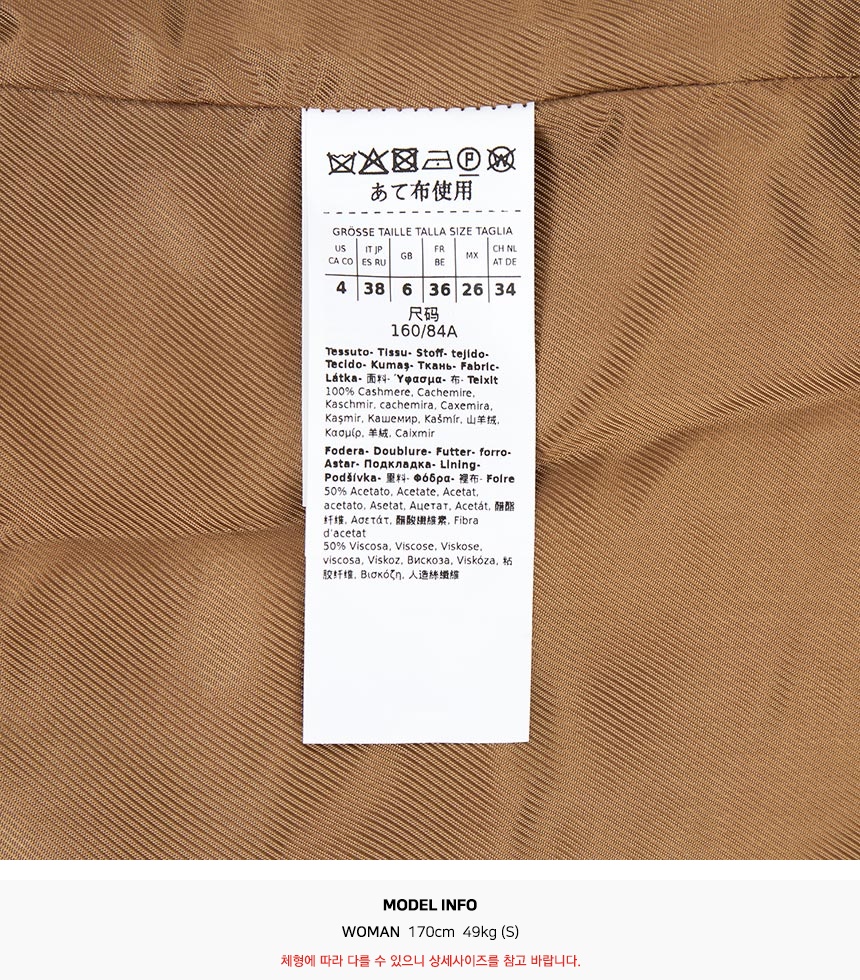 P W
あて布使用
GRÖSSE TAILLE TALLA SIZE TAGLIA
US CA CO IT JP ES RU GB FR BE MX CH NL AT DE
4 38 6 36 26 34
尺码
160/84A
Tessuto- Tissu- Stoff- tejido-
Tecido- Kumaş- Ткань- Fabric-
Látka- 面料- Ύφασμα- 布- Teixit
100% Cashmere, Cachemire,
Kaschmir, cachemira, Caxemira,
Kaşmir, Кашемир, Kašmír, 山羊绒,
Κασμίρ, 羊絨, Caixmir
Fodera- Doublure- Futter- forro-
Astar- Подкладка- Lining-
Podšívka- 里料- Φόδρα- 裡布- Folre
50% Acetato, Acetate, Acetat,
acetato, Asetat, Ацетат, Acetát, 醋酯
纤维, Ασετάτ, 醋酸纖維素, Fibra
d'acetat
50% Viscosa, Viscose, Viskose,
viscosa, Viskoz, Вискоза, Viskóza, 粘
胶纤维, Βισκόζη, 人造絲纖維
MODEL INFO
WOMAN 170cm 49kg (S)
체형에 따라 다를 수 있으니 상세사이즈를 참고 바랍니다.